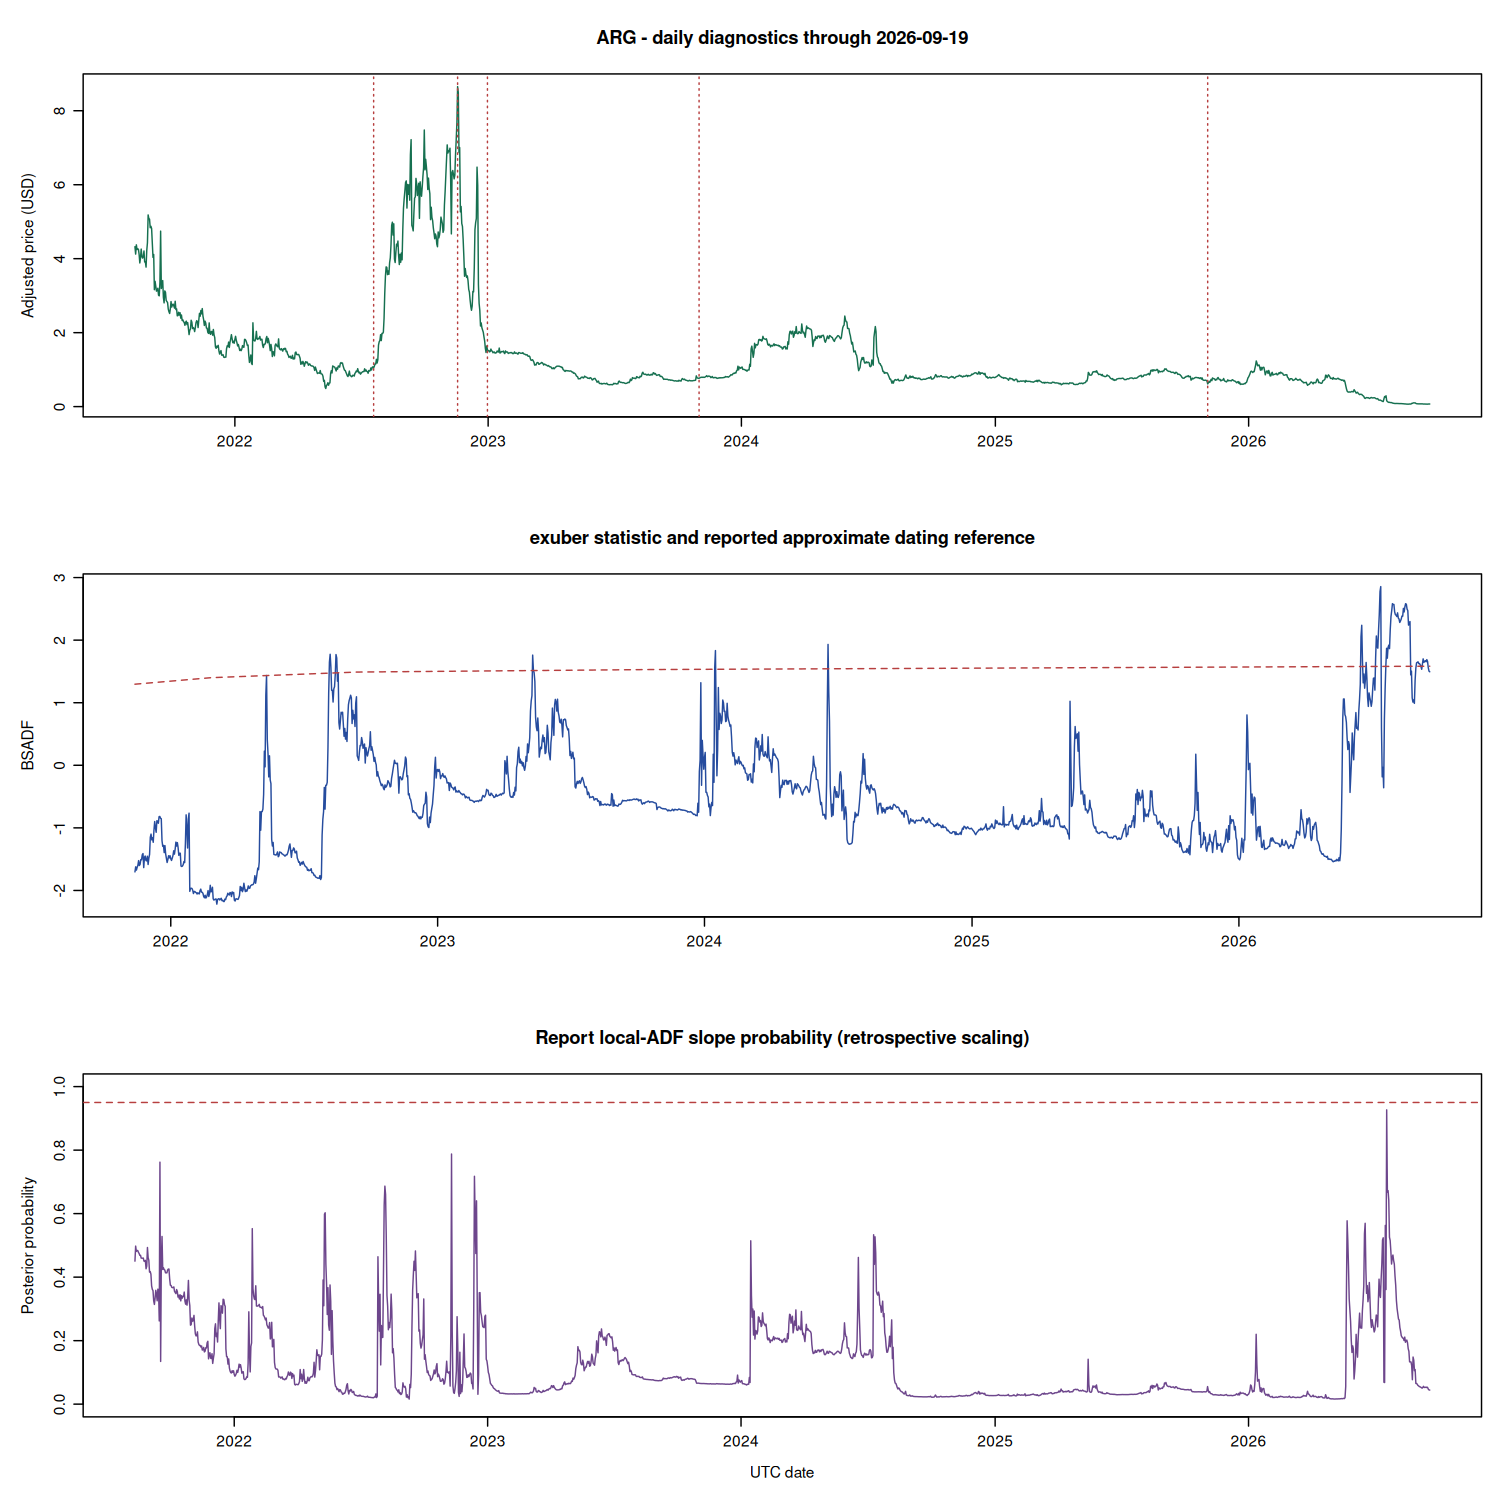 ARG - daily diagnostics through 2026-09-19
Adjusted price (USD)
8
6
4
2
0
2022 2023 2024 2025 2026
exuber statistic and reported approximate dating reference
BSADF
3
2
1
0
-1
-2
2022 2023 2024 2025 2026
Report local-ADF slope probability (retrospective scaling)
Posterior probability
1.0
0.8
0.6
0.4
0.2
0.0
2022 2023 2024 2025 2026
UTC date